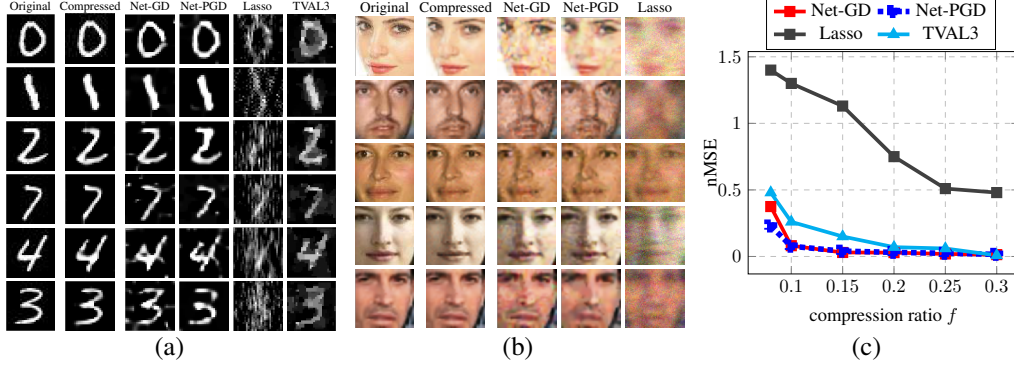 Original Compressed Net-GD Net-PGD Lasso TVAL3
(a)
Original Compressed Net-GD Net-PGD Lasso
(b)
Net-GD Net-PGD
Lasso TVAL3
nMSE
1.5
1
0.5
0
0.1 0.15 0.2 0.25 0.3
compression ratio f
(c)